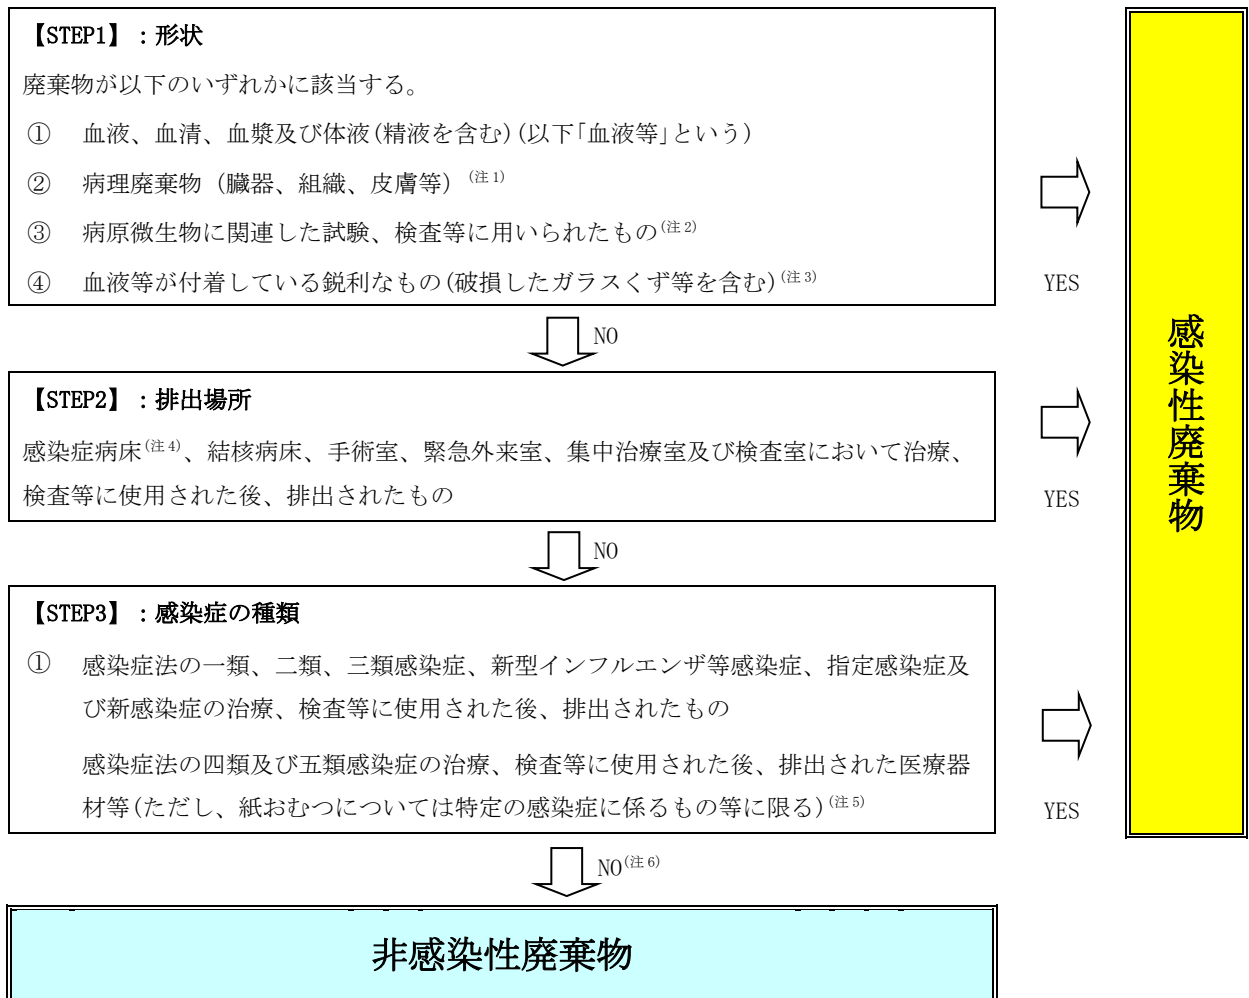 【STEP1】：形状
廃棄物が以下のいずれかに該当する。
① 血液、血清、血漿及び体液(精液を含む)(以下「血液等」という)
② 病理廃棄物（臓器、組織、皮膚等）(注1)
③ 病原微生物に関連した試験、検査等に用いられたもの(注2)
④ 血液等が付着している鋭利なもの(破損したガラスくず等を含む)(注3)
YES
NO
【STEP2】：排出場所
感染症病床(注4)、結核病床、手術室、緊急外来室、集中治療室及び検査室において治療、
検査等に使用された後、排出されたもの
YES
NO
【STEP3】：感染症の種類
① 感染症法の一類、二類、三類感染症、新型インフルエンザ等感染症、指定感染症及
び新感染症の治療、検査等に使用された後、排出されたもの
感染症法の四類及び五類感染症の治療、検査等に使用された後、排出された医療器
材等(ただし、紙おむつについては特定の感染症に係るもの等に限る)(注5)
YES
NO(注6)
感染性廃棄物
非感染性廃棄物